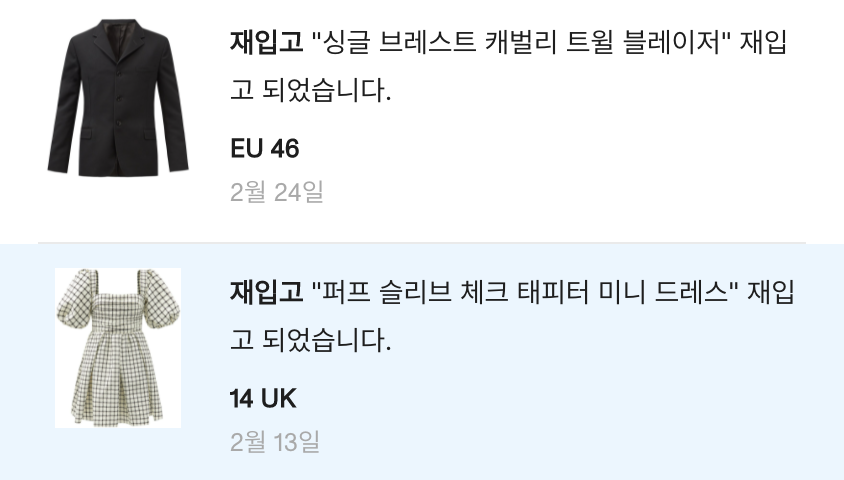 재입고 "싱글 브레스트 캐벌리 트윌 블레이저" 재입
고 되었습니다.
EU 46
2월 24일
재입고 "퍼프 슬리브 체크 태피터 미니 드레스" 재입
고 되었습니다.
14 UK
2월 13일